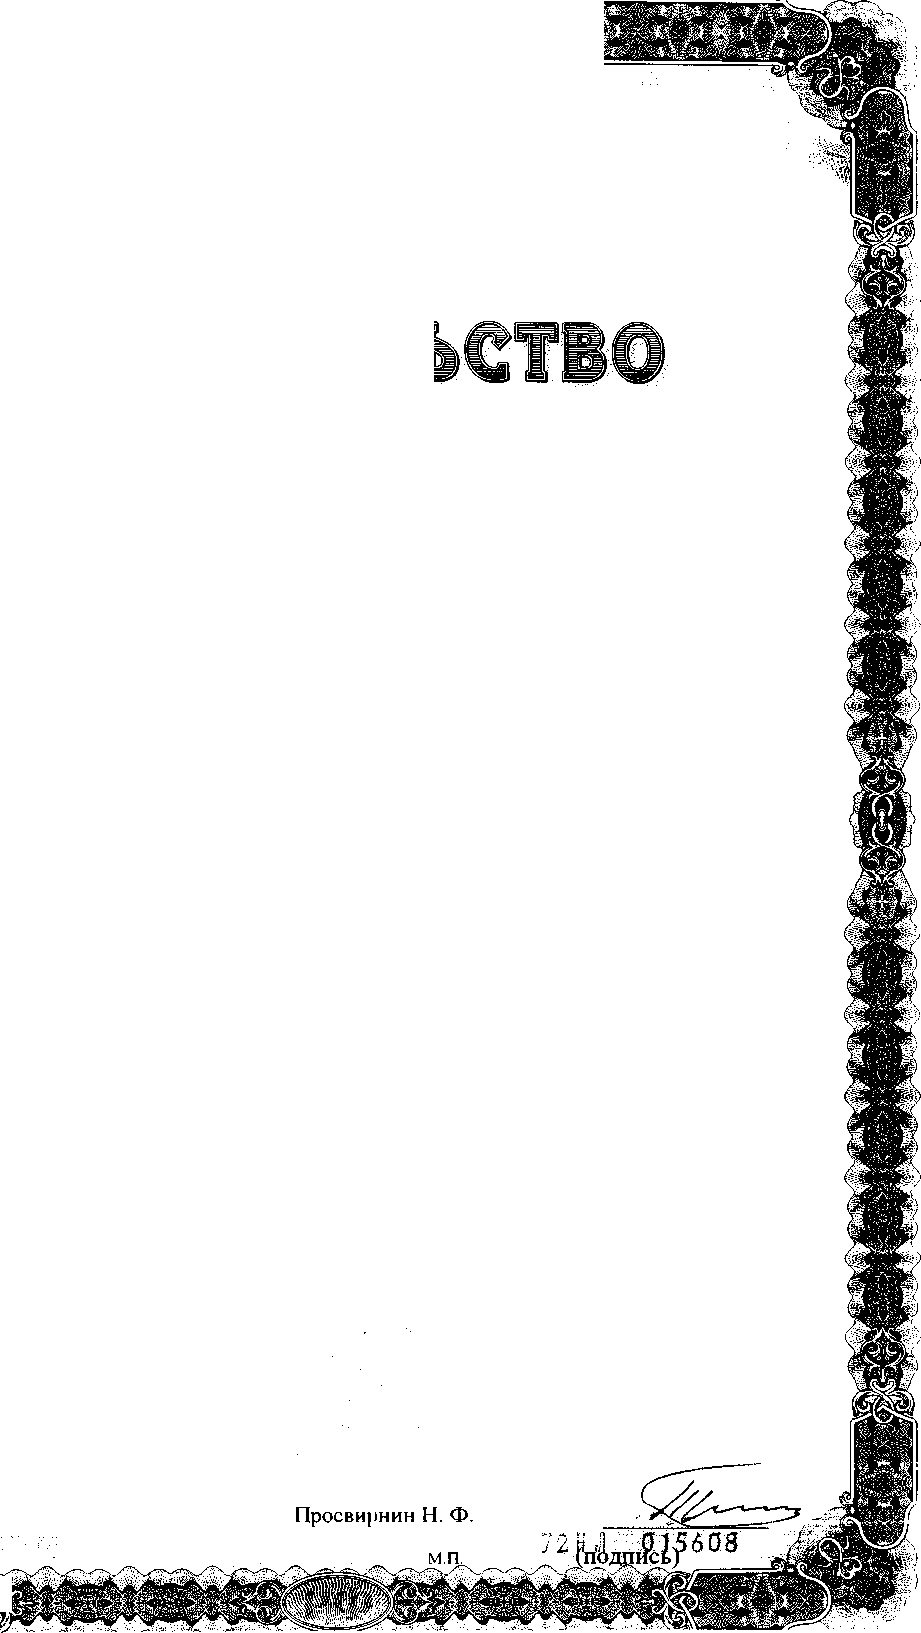 ЬСТВО
Просвирнин Н. Ф.
015608
м.п. (подпись)